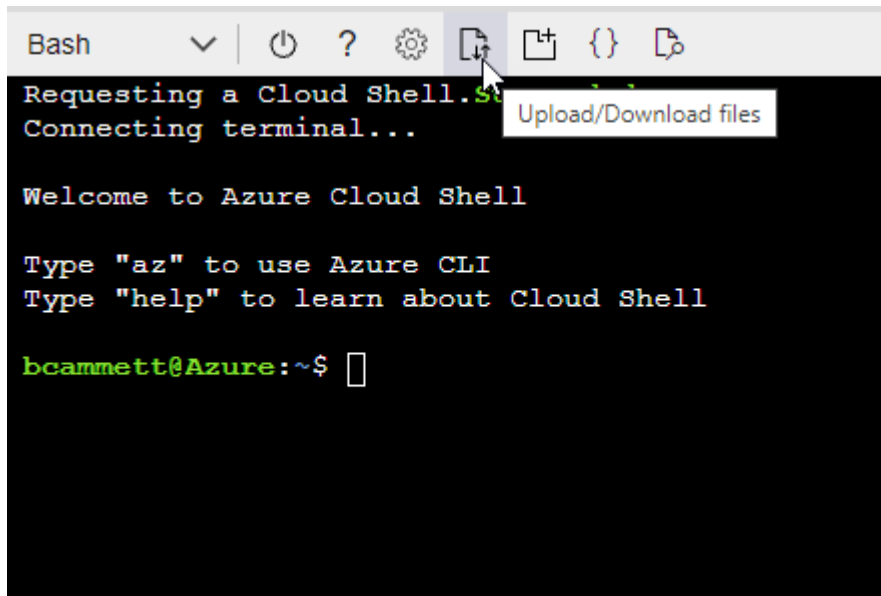 Bash
?
{}
Requesting a Cloud Shell.
Upload/Download files
Connecting terminal...
Welcome to Azure Cloud Shell
Type "az" to use Azure CLI
Type "help" to learn about Cloud Shell
bcammett@Azure:~$